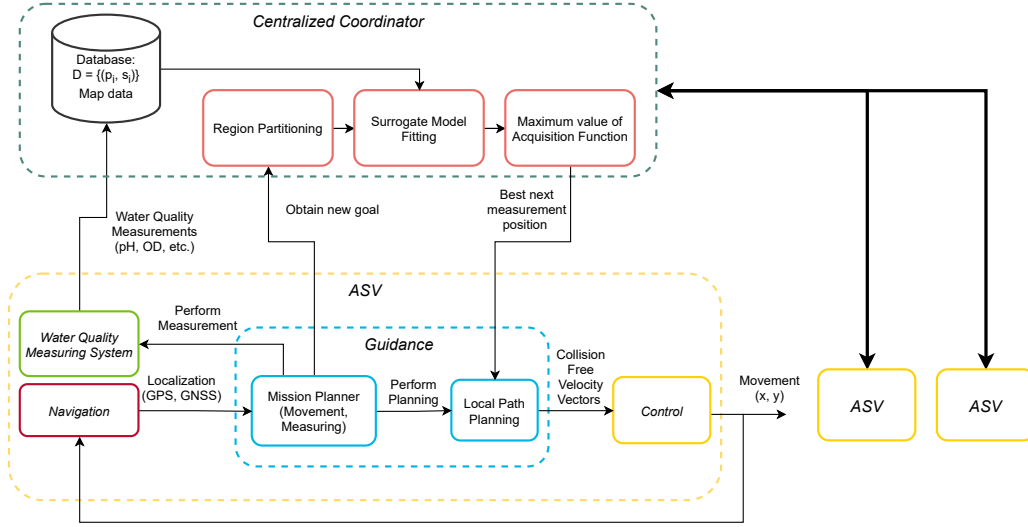 Centralized Coordinator
Database:
D = {(pi, si)}
Map data
Region Partitioning
Surrogate Model
Fitting
Maximum value of
Acquisition Function
Water Quality
Measurements
(pH, OD, etc.)
Obtain new goal
Best next
measurement
position
ASV
Perform
Measurement
Water Quality
Measuring System
Guidance
Navigation
Localization
(GPS, GNSS)
Mission Planner
(Movement,
Measuring)
Perform
Planning
Local Path
Planning
Collision
Free
Velocity
Vectors
Control
Movement
(x, y)
ASV
ASV